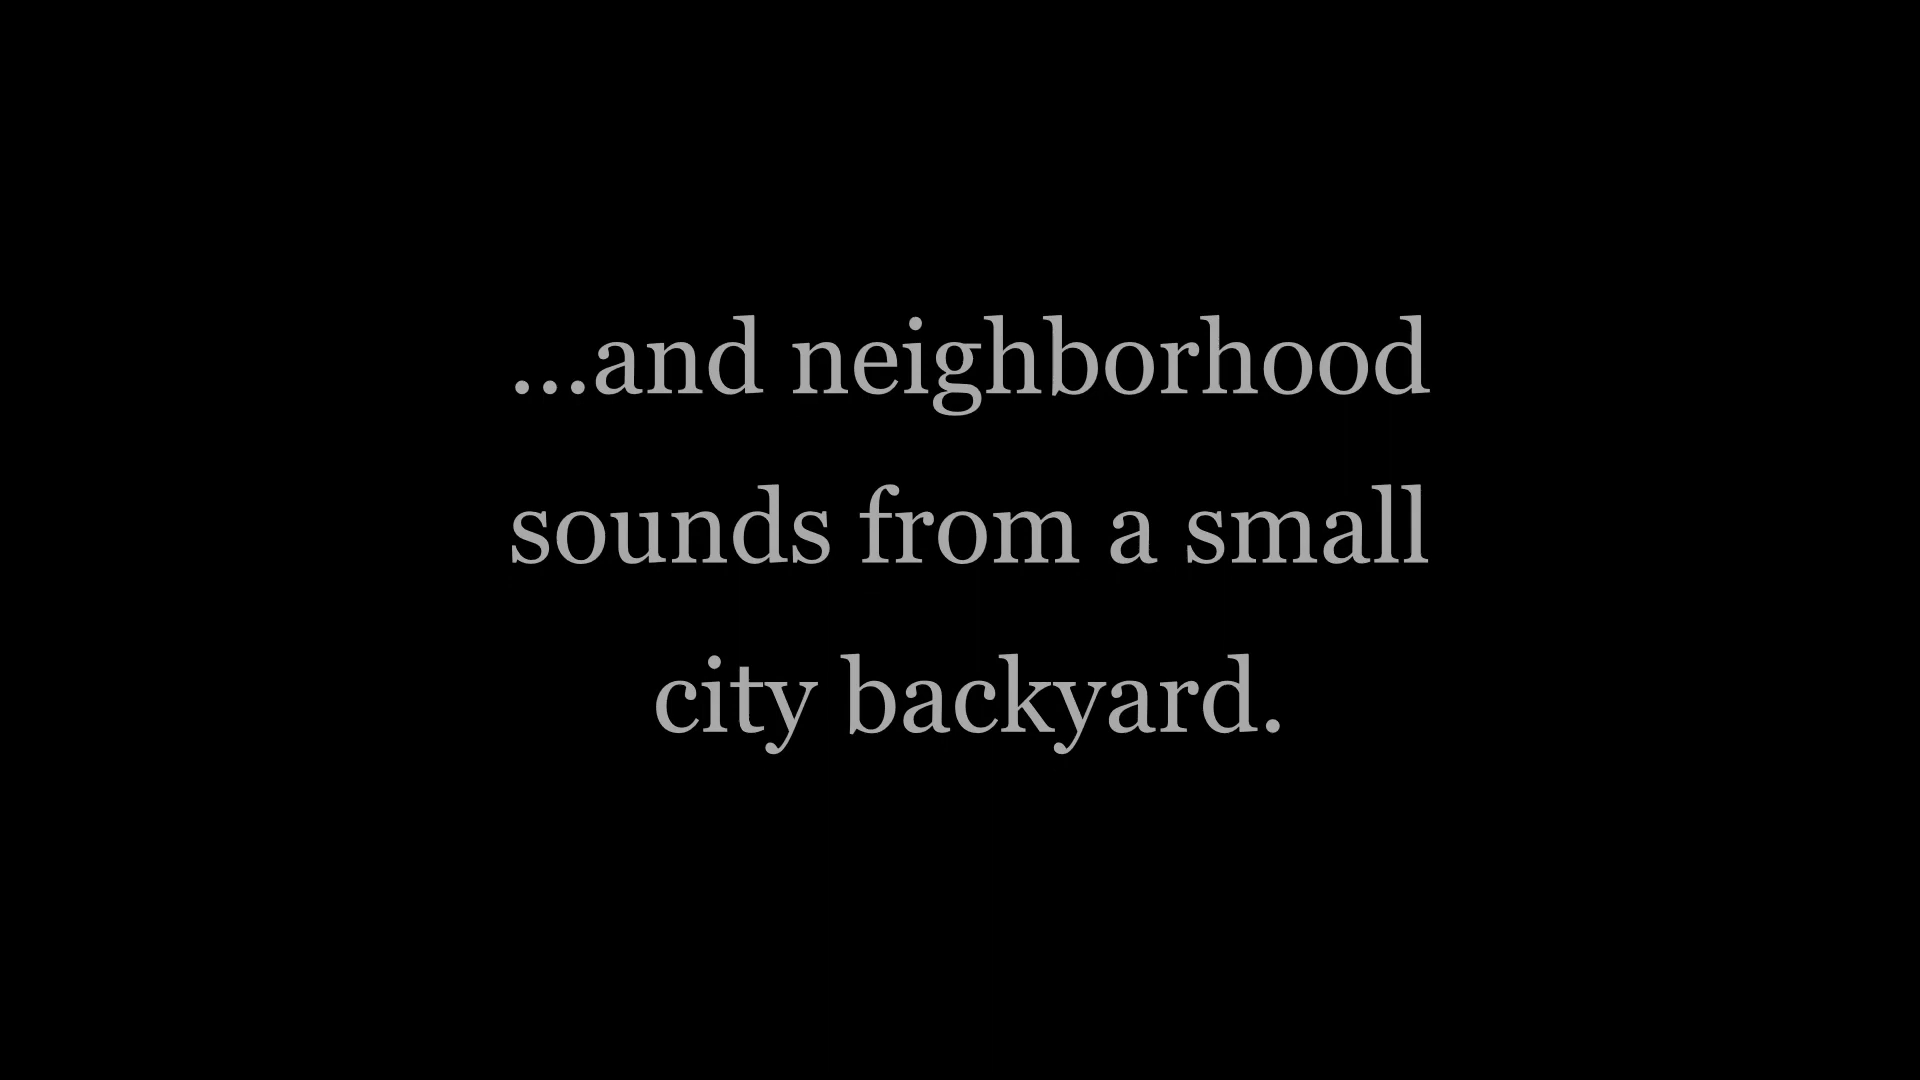 ...and neighborhood
sounds from a small
city backyard.